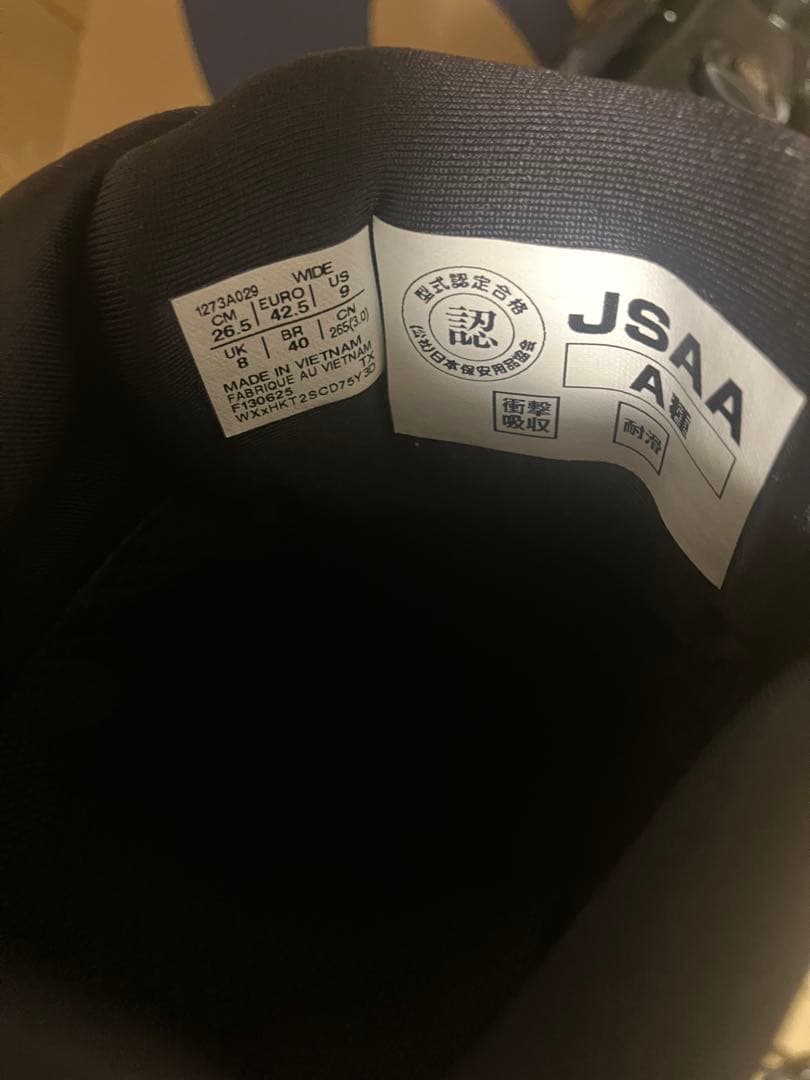 1273A029 WIDE
CM EURO US
26.5 42.5 9
UK BR CN
8 40 265(3.0)
MADE IN VIETNAM
FABRIQUE AU VIETNAM
F130625 TX
WXxHKT2SCD75Y3D
型式認定合格
認
(公社)日本保安用品協会
JSAA
A種
衝撃
吸収
耐滑